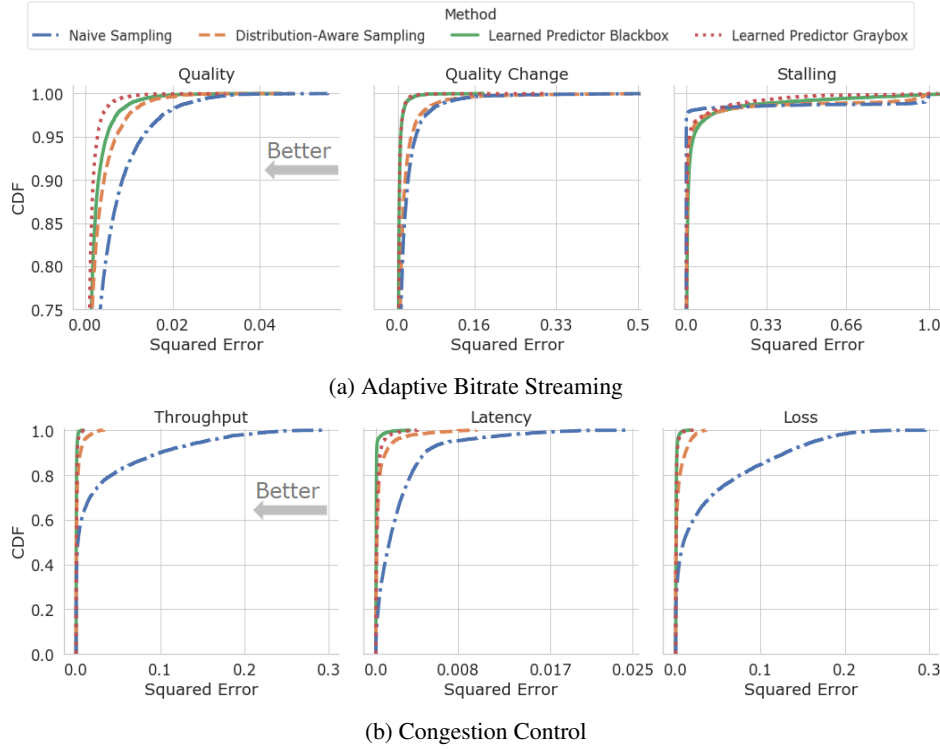 Method
Naive Sampling Distribution-Aware Sampling Learned Predictor Blackbox Learned Predictor Graybox
Quality Quality Change Stalling
CDF
1.00
0.95
0.90
0.85
0.80
0.75
Better
0.00 0.02 0.04
0.0 0.16 0.33 0.5
0.0 0.33 0.66 1.0
Squared Error Squared Error Squared Error
(a) Adaptive Bitrate Streaming
Throughput Latency Loss
CDF
1.0
0.8
0.6
0.4
0.2
0.0
Better
0.0 0.1 0.2 0.3
0.0 0.008 0.017 0.025
0.0 0.1 0.2 0.3
Squared Error Squared Error Squared Error
(b) Congestion Control